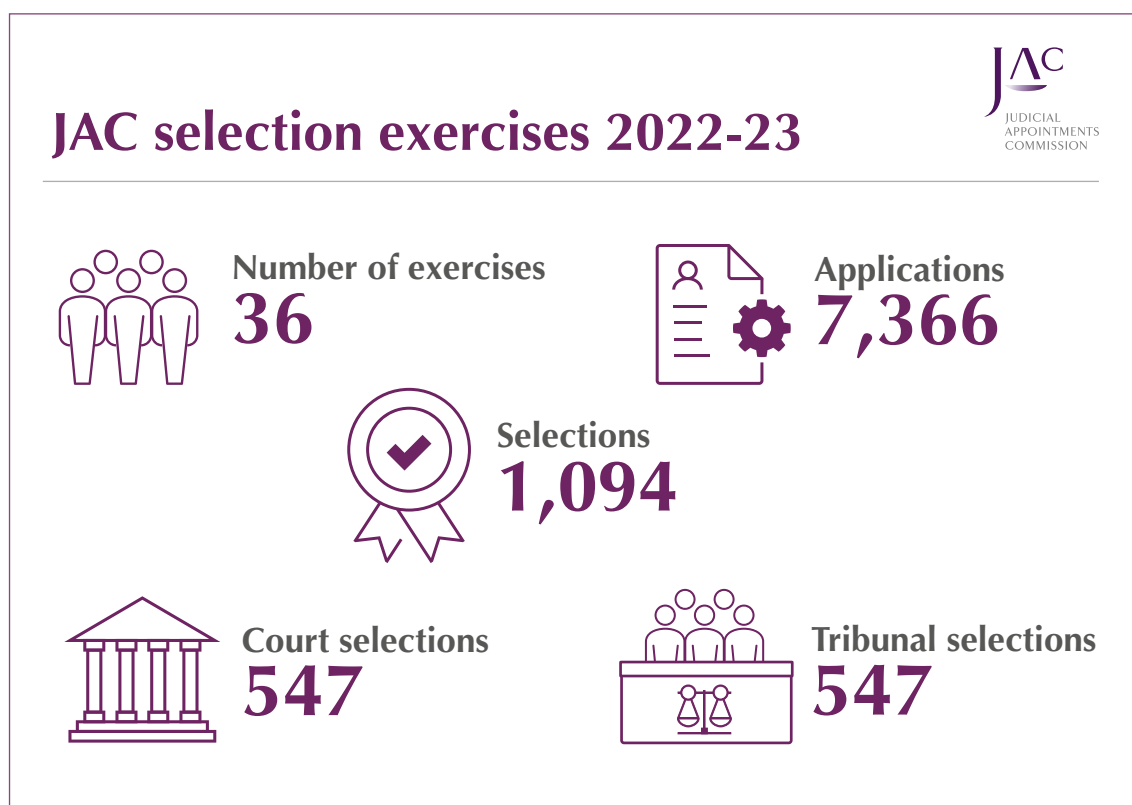 JAC
JUDICIAL
APPOINTMENTS
COMMISSION
JAC selection exercises 2022-23
Number of exercises
36
Applications
7,366
Selections
1,094
Court selections
547
Tribunal selections
547